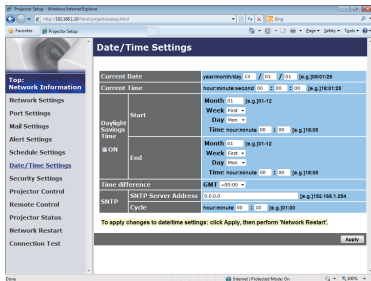 Projector Setup - Windows Internet Explorer
http://192.168.1.10/html/projectorsetup.html
Bing
Favorites
Projector Setup
Page
Safety
Tools
Date/Time Settings
Top:
Network Information
Network Settings
Port Settings
Mail Settings
Alert Settings
Schedule Settings
Date/Time Settings
Security Settings
Projector Control
Remote Control
Projector Status
Network Restart
Connection Test
Current Date year/month/day 13 / 01 / 01 [e.g.]05/01/25
Current Time hour:minute:second 00 : 00 : 00 [e.g.]18:01:25
Daylight Savings Time
ON
Start
Month 01 [e.g.]01-12
Week First
Day Mon
Time hour:minute 00 : 00 [e.g.]18:05
End
Month 01 [e.g.]01-12
Week First
Day Mon
Time hour:minute 00 : 00 [e.g.]18:05
Time difference GMT +00:00
SNTP
SNTP Server Address 0.0.0.0 [e.g.]192.168.1.254
Cycle hour:minute 00 : 10 [e.g.]01:00
To apply changes to date/time settings: click Apply, then perform 'Network Restart'.
Apply
Done
Internet | Protected Mode: On
100%